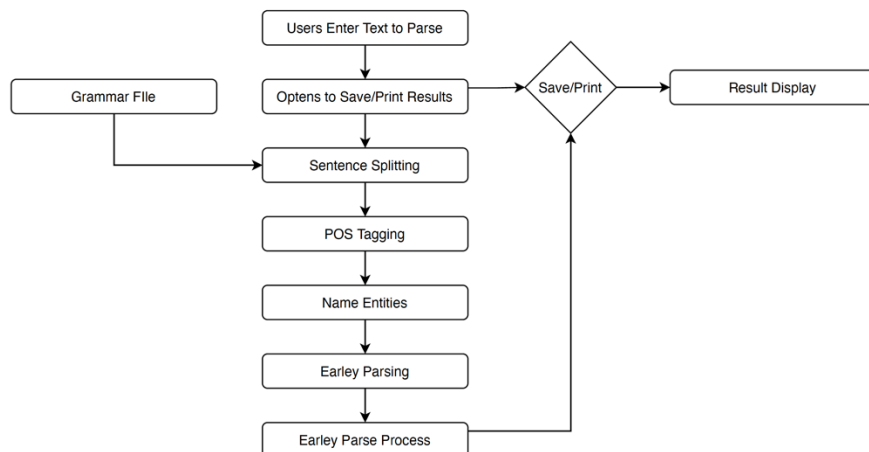 Users Enter Text to Parse
Grammar FIle
Optens to Save/Print Results
Save/Print
Result Display
Sentence Splitting
POS Tagging
Name Entities
Earley Parsing
Earley Parse Process